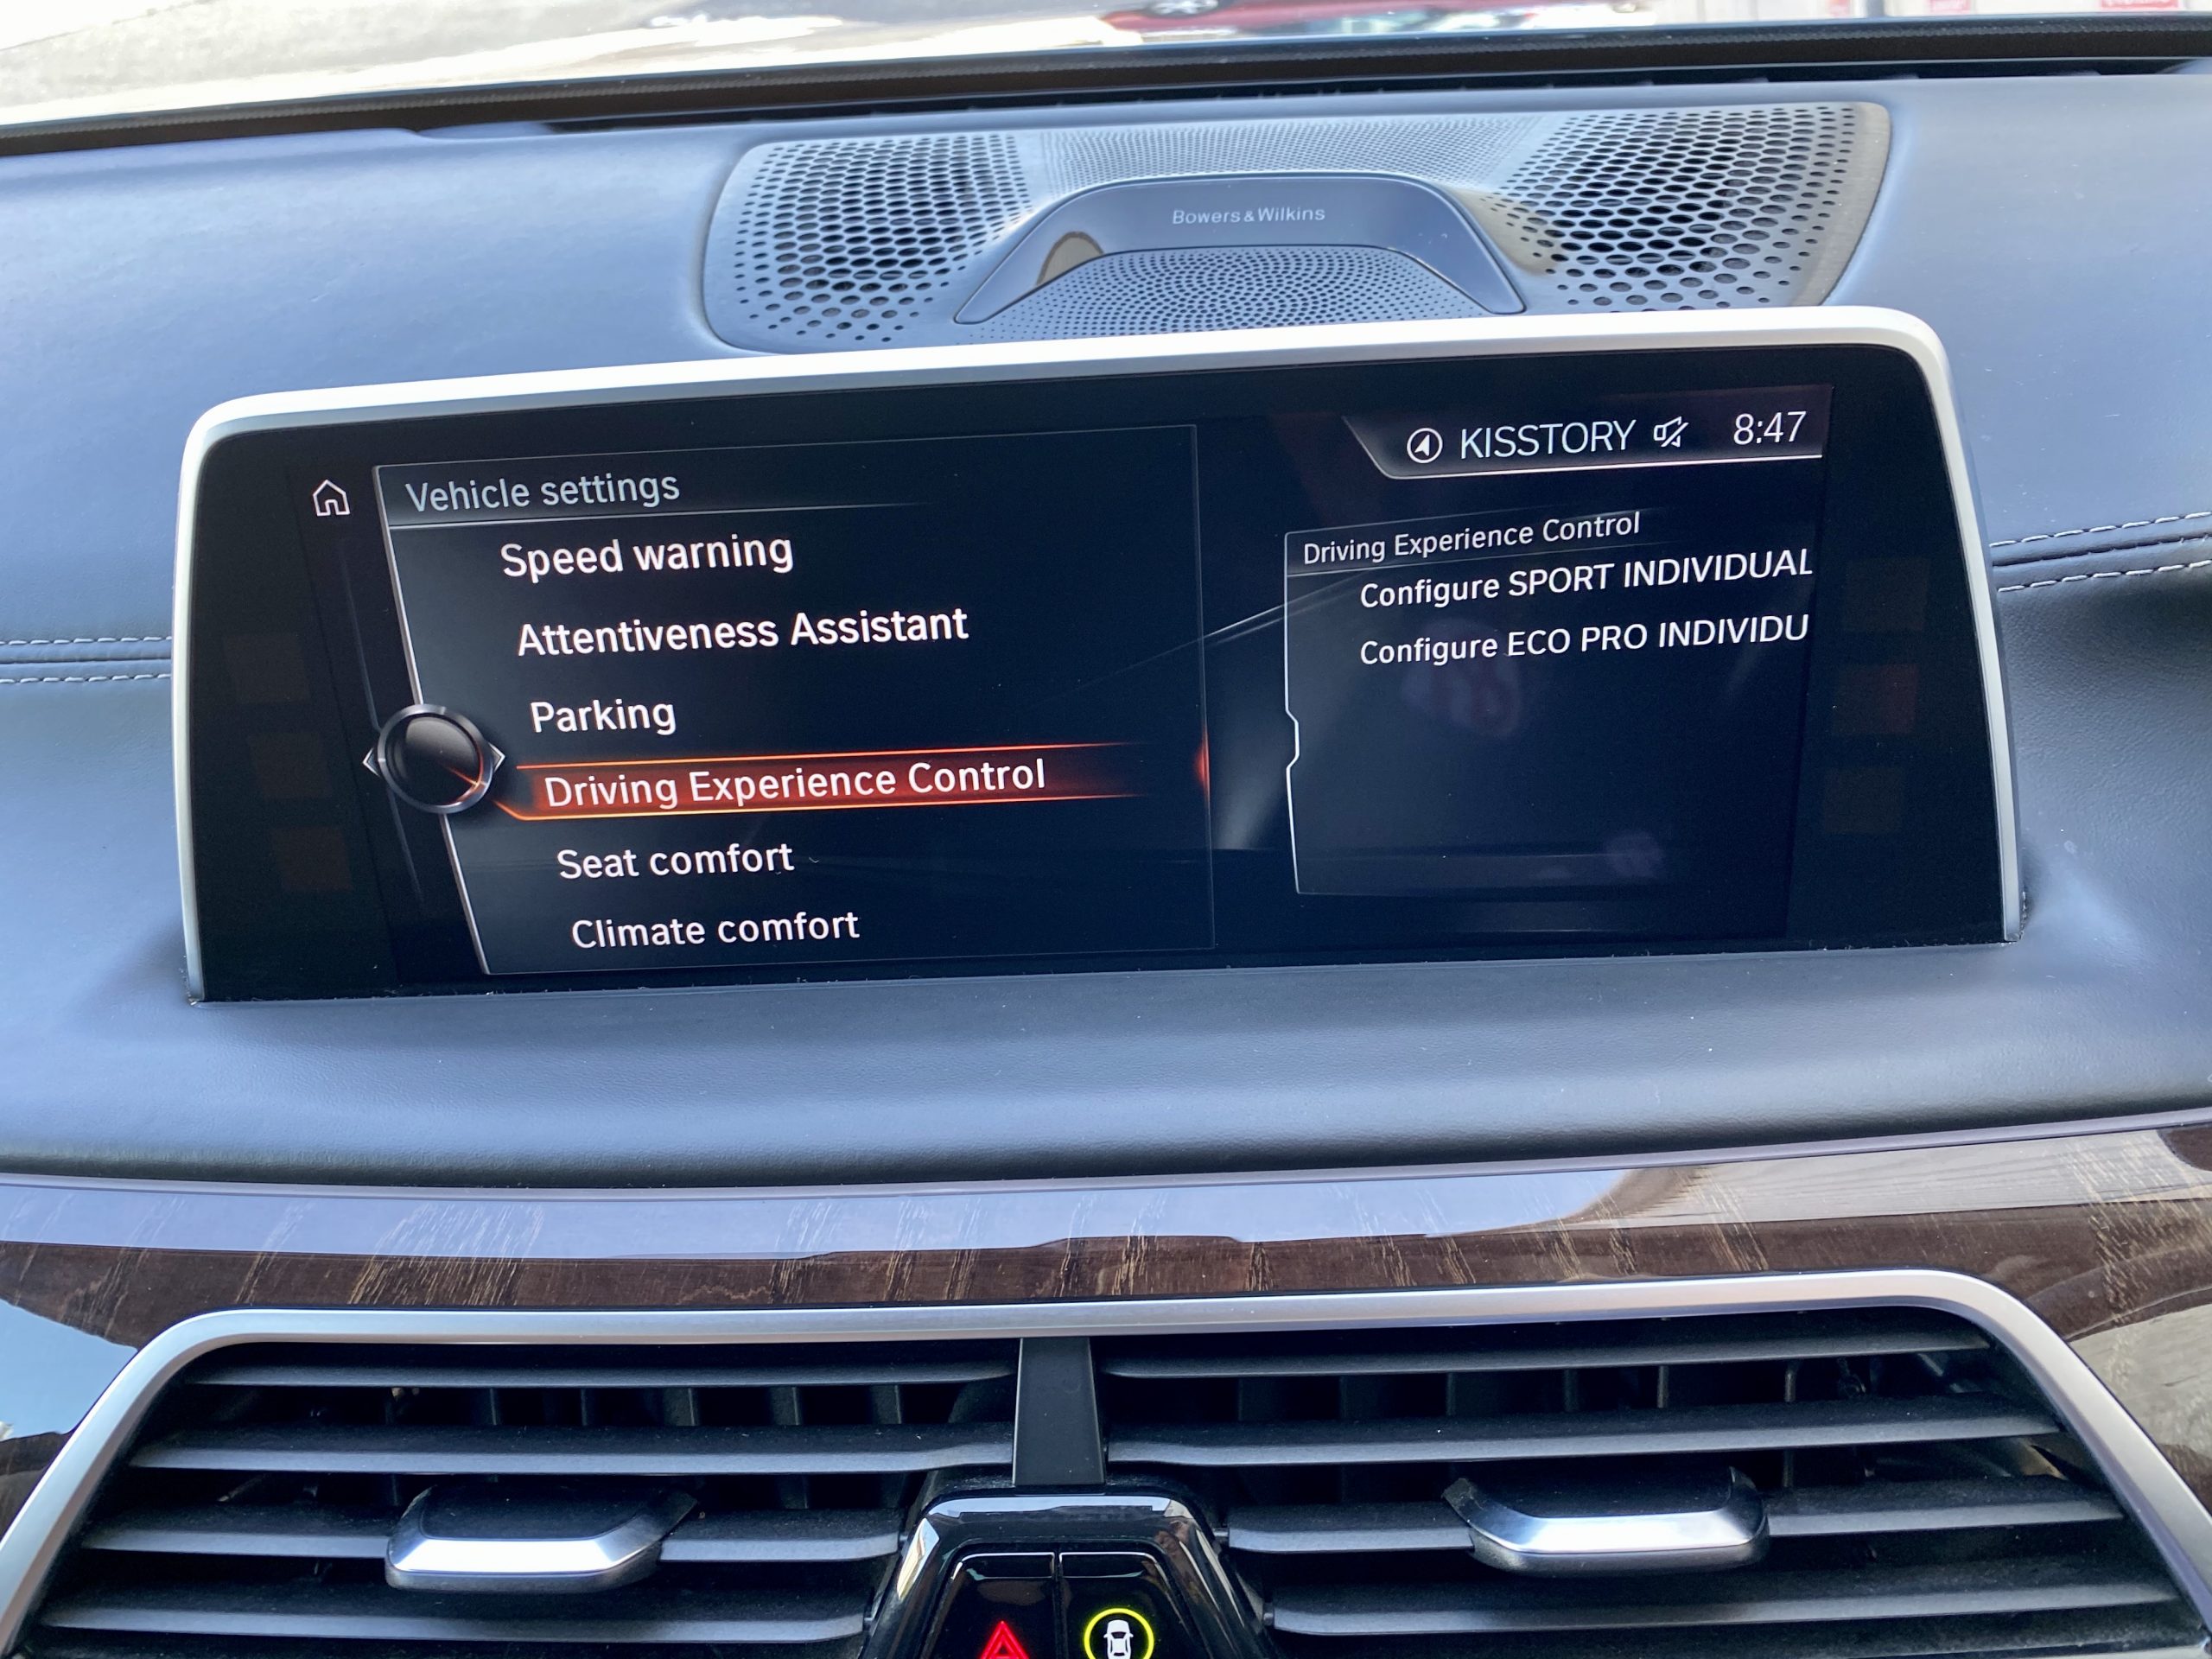 Bowers & Wilkins
KISSTORY 8:47
Vehicle settings
Speed warning
Attentiveness Assistant
Parking
Driving Experience Control
Seat comfort
Climate comfort
Driving Experience Control
Configure SPORT INDIVIDUAL
Configure ECO PRO INDIVIDU